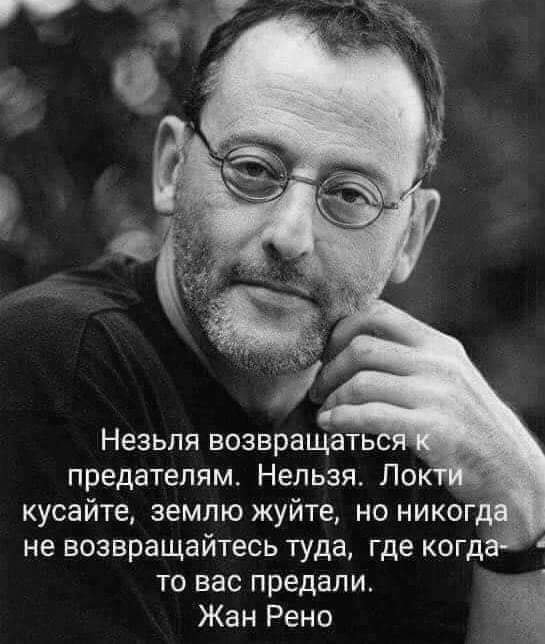 Незьля возвращаться к
предателям. Нельзя. Локти
кусайте, землю жуйте, но никогда
не возвращайтесь туда, где когда-
то вас предали.
Жан Рено